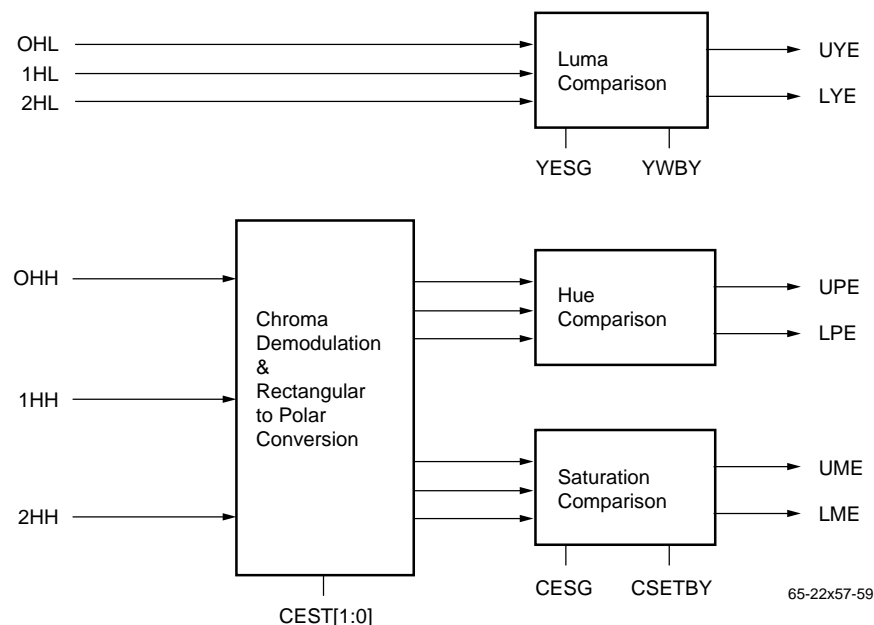 OHL
1HL
2HL
Luma
Comparison
UYE
LYE
YESG
YWBY
OHH
1HH
2HH
Chroma
Demodulation
&
Rectangular
to Polar
Conversion
CEST[1:0]
Hue
Comparison
UPE
LPE
Saturation
Comparison
UME
LME
CESG
CSETBY
65-22x57-59